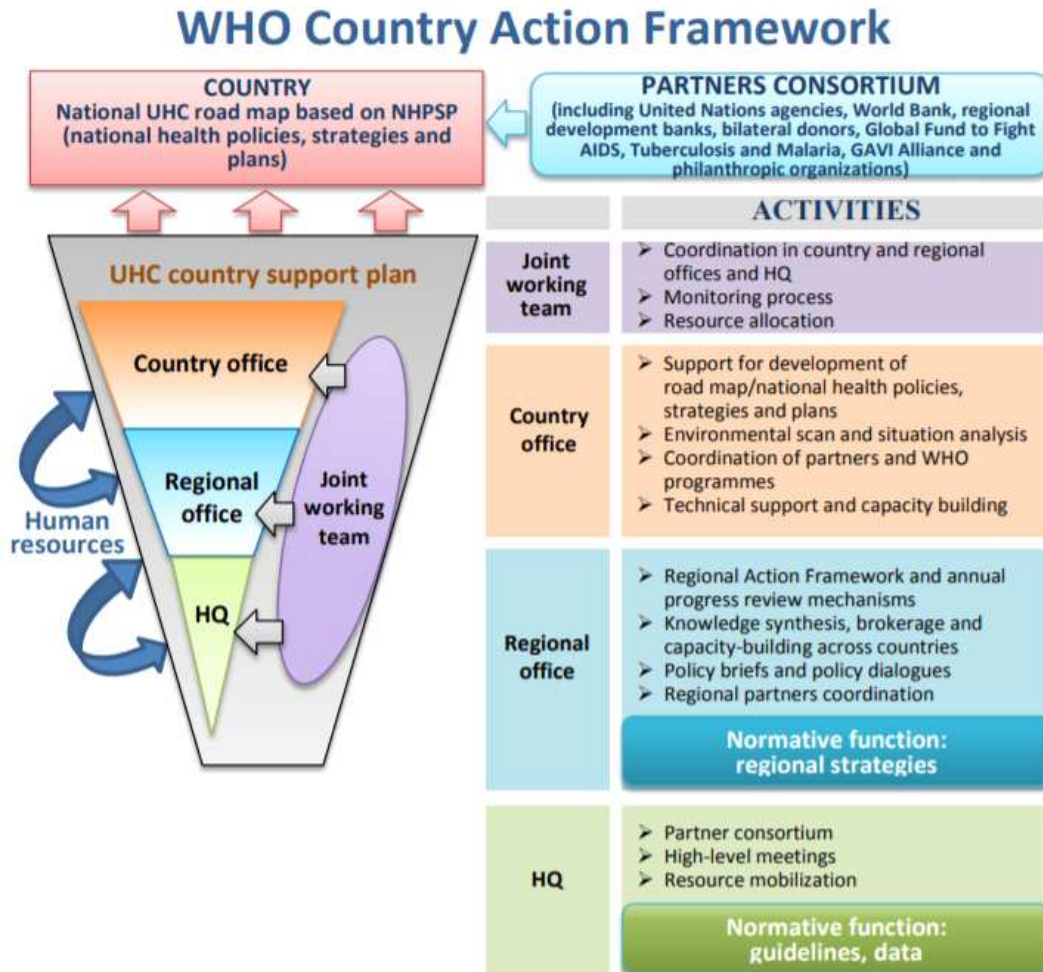 WHO Country Action Framework
COUNTRY
National UHC road map based on NHPSP
(national health policies, strategies and
plans)
PARTNERS CONSORTIUM
(including United Nations agencies, World Bank, regional
development banks, bilateral donors, Global Fund to Fight
AIDS, Tuberculosis and Malaria, GAVI Alliance and
philanthropic organizations)
UHC country support plan
Country office
Regional
office
HQ
Joint
working
team
Human
resources
ACTIVITIES
Joint
working
team
➢ Coordination in country and regional
offices and HQ
➢ Monitoring process
➢ Resource allocation
Country
office
➢ Support for development of
road map/national health policies,
strategies and plans
➢ Environmental scan and situation analysis
➢ Coordination of partners and WHO
programmes
➢ Technical support and capacity building
Regional
office
➢ Regional Action Framework and annual
progress review mechanisms
➢ Knowledge synthesis, brokerage and
capacity-building across countries
➢ Policy briefs and policy dialogues
➢ Regional partners coordination
Normative function:
regional strategies
HQ
➢ Partner consortium
➢ High-level meetings
➢ Resource mobilization
Normative function:
guidelines, data